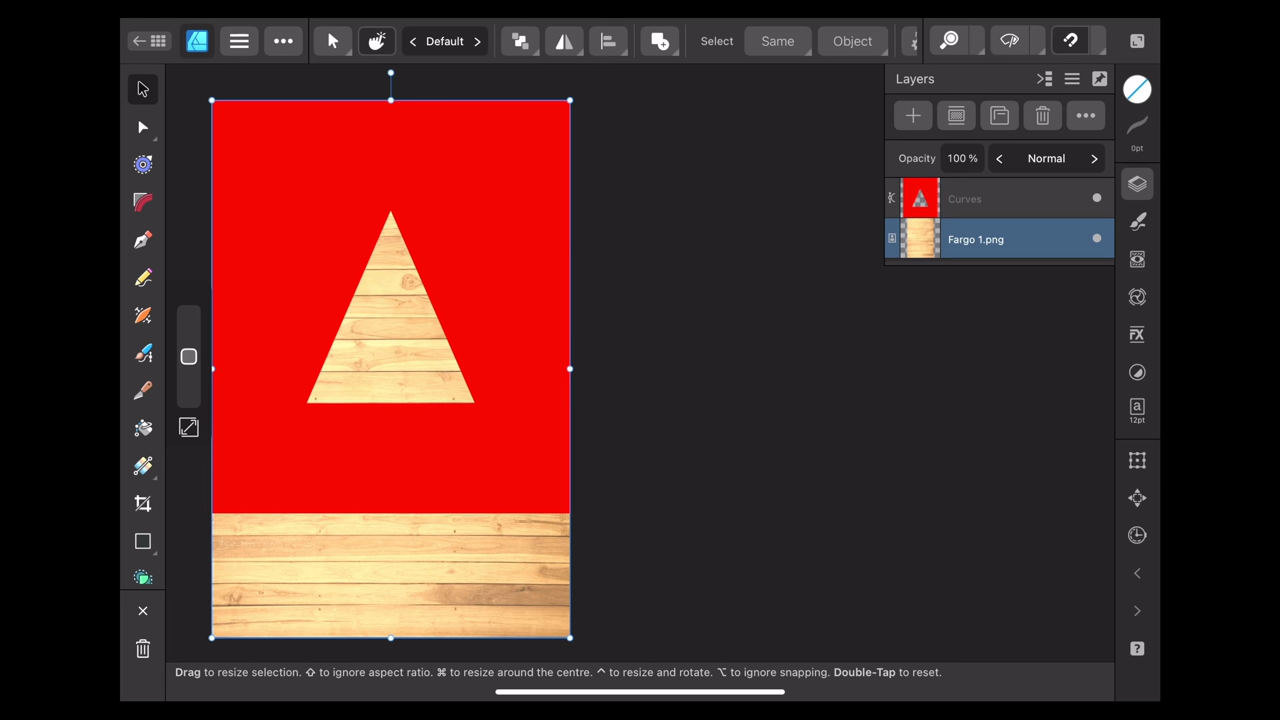 Default
Select
Same
Object
Layers
0pt
Opacity
100 %
Normal
Curves
Fargo 1.png
12pt
Drag to resize selection. ⇧ to ignore aspect ratio. ⌘ to resize around the centre. ^ to resize and rotate. ⌥ to ignore snapping. Double-Tap to reset.